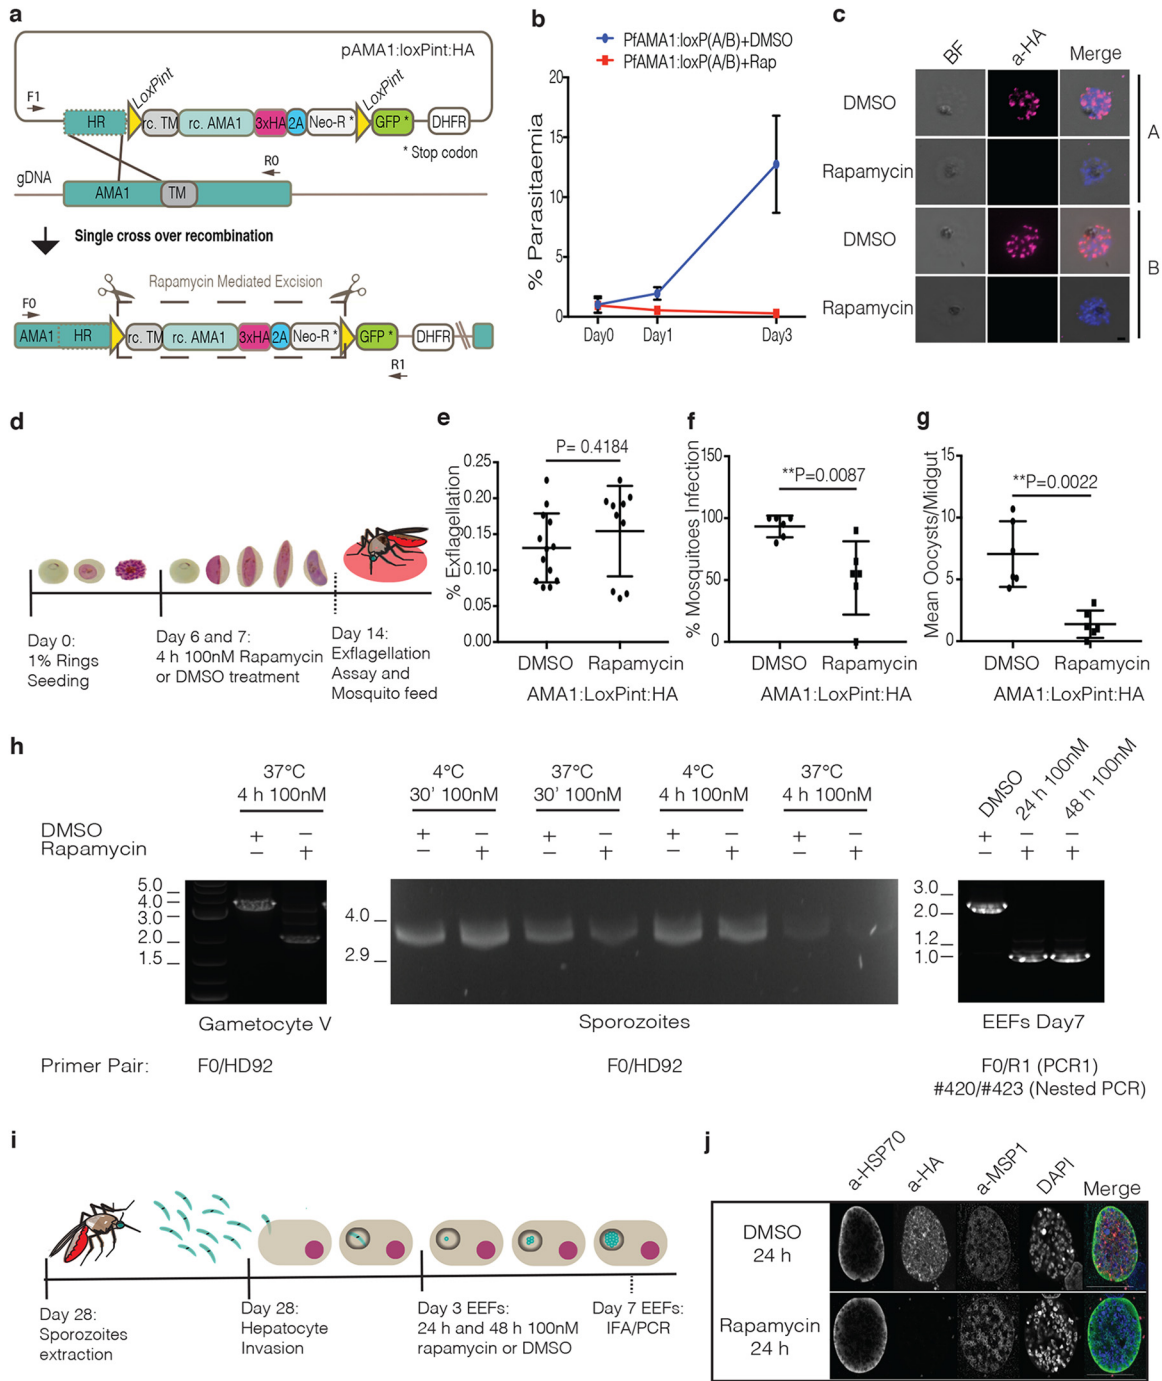 a
pAMA1:loxPint:HA
F1
LoxPint
LoxPint
HR
rc. TM
rc. AMA1
3xHA
2A
Neo-R *
GFP *
DHFR
* Stop codon
R0
gDNA
AMA1
TM
Single cross over recombination
Rapamycin Mediated Excision
F0
AMA1
HR
rc. TM
rc. AMA1
3xHA
2A
Neo-R *
GFP *
DHFR
R1
b
PfAMA1:loxP(A/B)+DMSO
PfAMA1:loxP(A/B)+Rap
% Parasitaemia
20
15
10
5
0
Day0
Day1
Day3
c
BF
a-HA
Merge
DMSO
Rapamycin
A
DMSO
Rapamycin
B
d
Day 0:
1% Rings
Seeding
Day 6 and 7:
4 h 100nM Rapamycin
or DMSO treatment
Day 14:
Exflagellation
Assay and
Mosquito feed
e
P= 0.4184
% Exflagellation
0.25
0.20
0.15
0.10
0.05
0.00
DMSO
Rapamycin
AMA1:LoxPint:HA
f
**P=0.0087
% Mosquitoes Infection
150
100
50
0
DMSO
Rapamycin
AMA1:LoxPint:HA
g
**P=0.0022
Mean Oocysts/Midgut
15
10
5
0
DMSO
Rapamycin
AMA1:LoxPint:HA
h
37°C
4 h 100nM
4°C
30' 100nM
37°C
30' 100nM
4°C
4 h 100nM
37°C
4 h 100nM
DMSO
24 h 100nM
48 h 100nM
DMSO + − + − + − + − + − + − −
Rapamycin − + − + − + − + − + − + +
5.0
4.0
3.0
2.0
1.5
4.0
2.9
3.0
2.0
1.2
1.0
Gametocyte V
Sporozoites
EEFs Day7
Primer Pair:
F0/HD92
F0/HD92
F0/R1 (PCR1)
#420/#423 (Nested PCR)
i
Day 28:
Sporozoites
extraction
Day 28:
Hepatocyte
Invasion
Day 3 EEFs:
24 h and 48 h 100nM
rapamycin or DMSO
Day 7 EEFs:
IFA/PCR
j
a-HSP70
a-HA
a-MSP1
DAPI
Merge
DMSO
24 h
Rapamycin
24 h